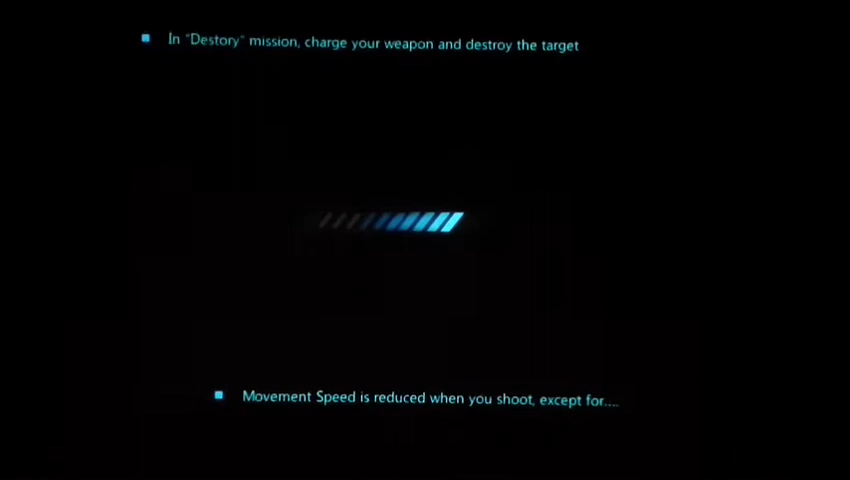 In "Destory" mission, charge your weapon and destroy the target
Movement Speed is reduced when you shoot, except for....